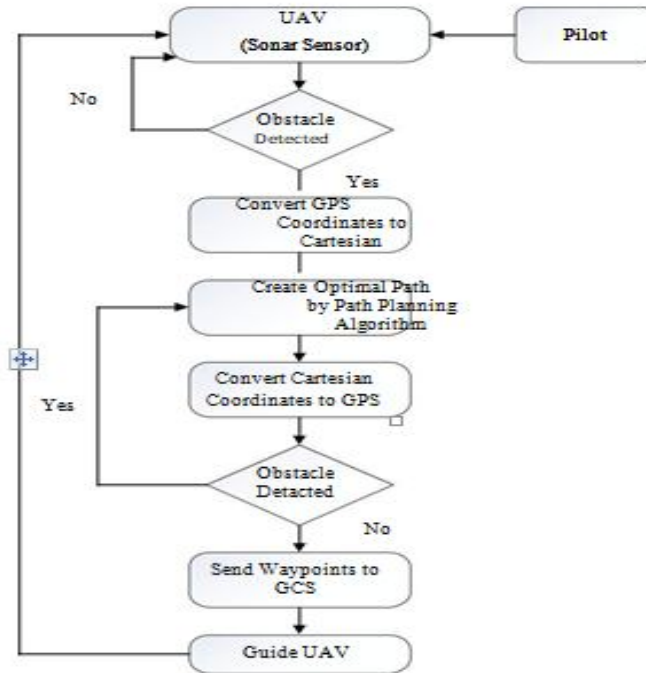 UAV
(Sonar Sensor)
Pilot
No
Obstacle
Detected
Yes
Convert GPS
Coordinates to
Cartesian
Create Optimal Path
by Path Planning
Algorithm
Convert Cartesian
Coordinates to GPS
Yes
Obstacle
Detacted
No
Send Waypoints to
GCS
Guide UAV